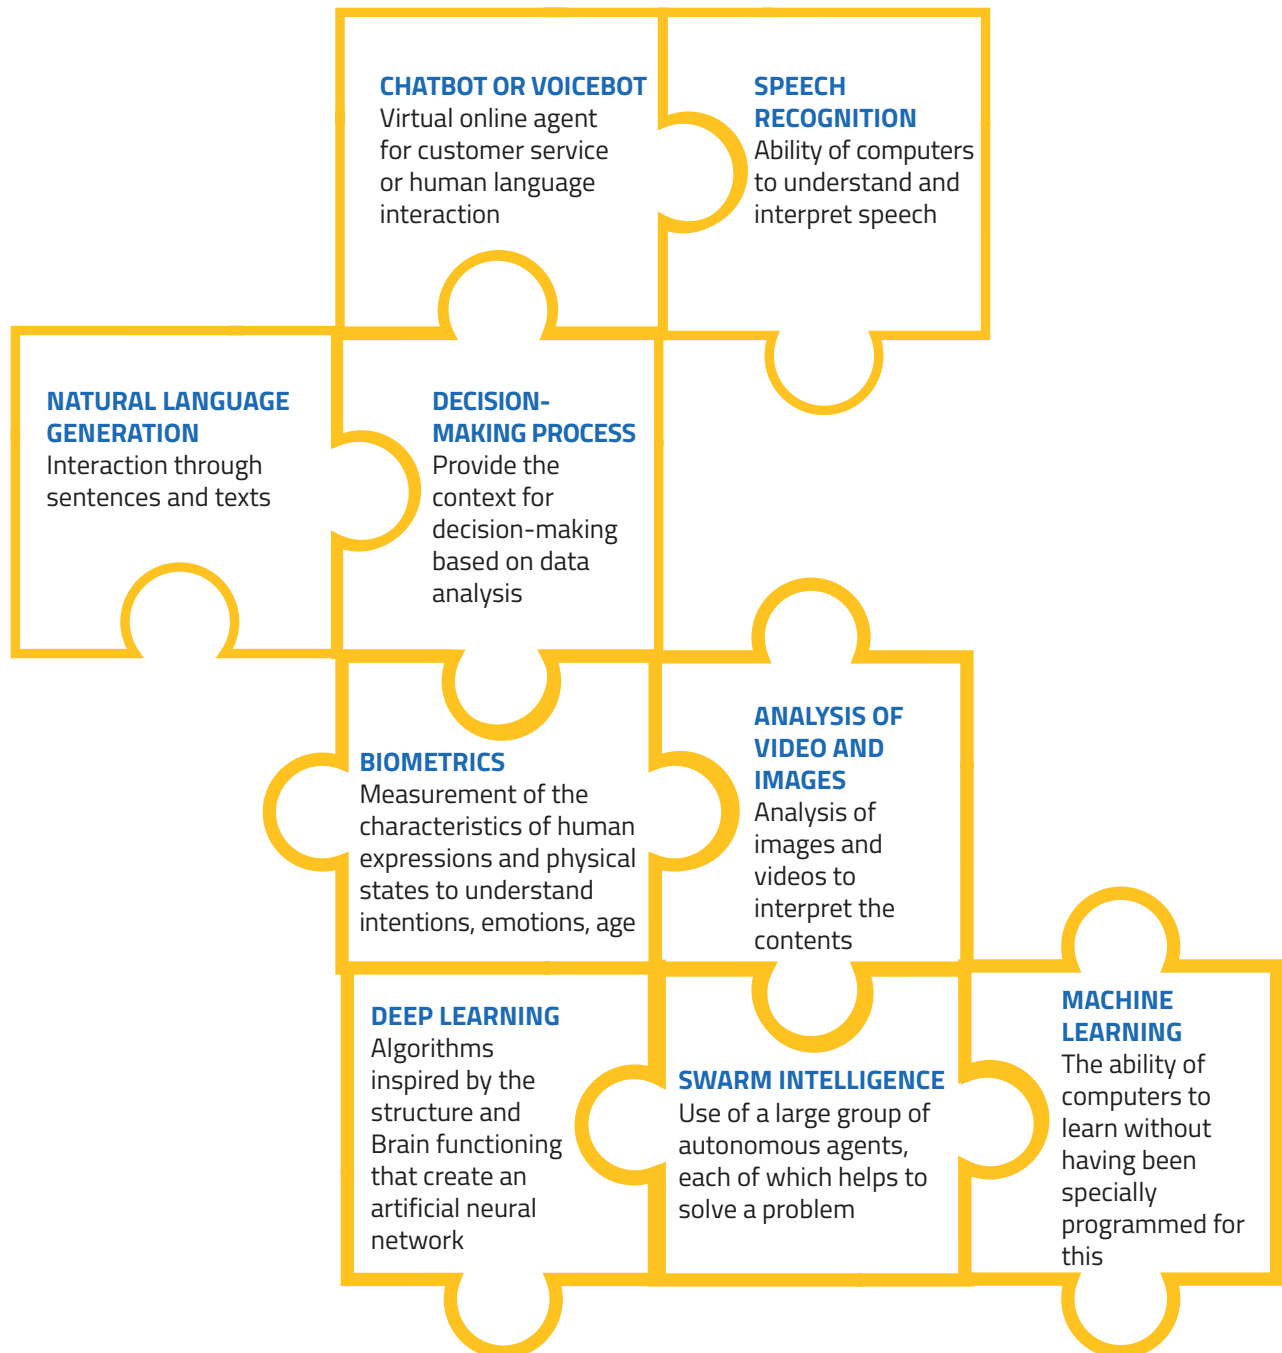 CHATBOT OR VOICEBOT
Virtual online agent
for customer service
or human language
interaction
SPEECH
RECOGNITION
Ability of computers
to understand and
interpret speech
NATURAL LANGUAGE
GENERATION
Interaction through
sentences and texts
DECISION-
MAKING PROCESS
Provide the
context for
decision-making
based on data
analysis
BIOMETRICS
Measurement of the
characteristics of human
expressions and physical
states to understand
intentions, emotions, age
ANALYSIS OF
VIDEO AND
IMAGES
Analysis of
images and
videos to
interpret the
contents
DEEP LEARNING
Algorithms
inspired by the
structure and
Brain functioning
that create an
artificial neural
network
SWARM INTELLIGENCE
Use of a large group of
autonomous agents,
each of which helps to
solve a problem
MACHINE
LEARNING
The ability of
computers to
learn without
having been
specially
programmed for
this